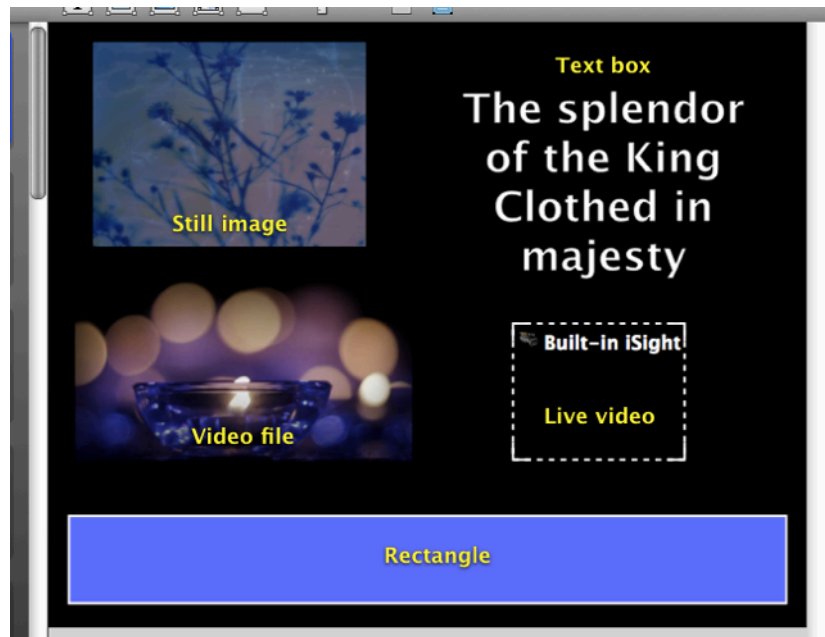 Still image
Text box
The splendor
of the King
Clothed in
majesty
Video file
Built-in iSight
Live video
Rectangle